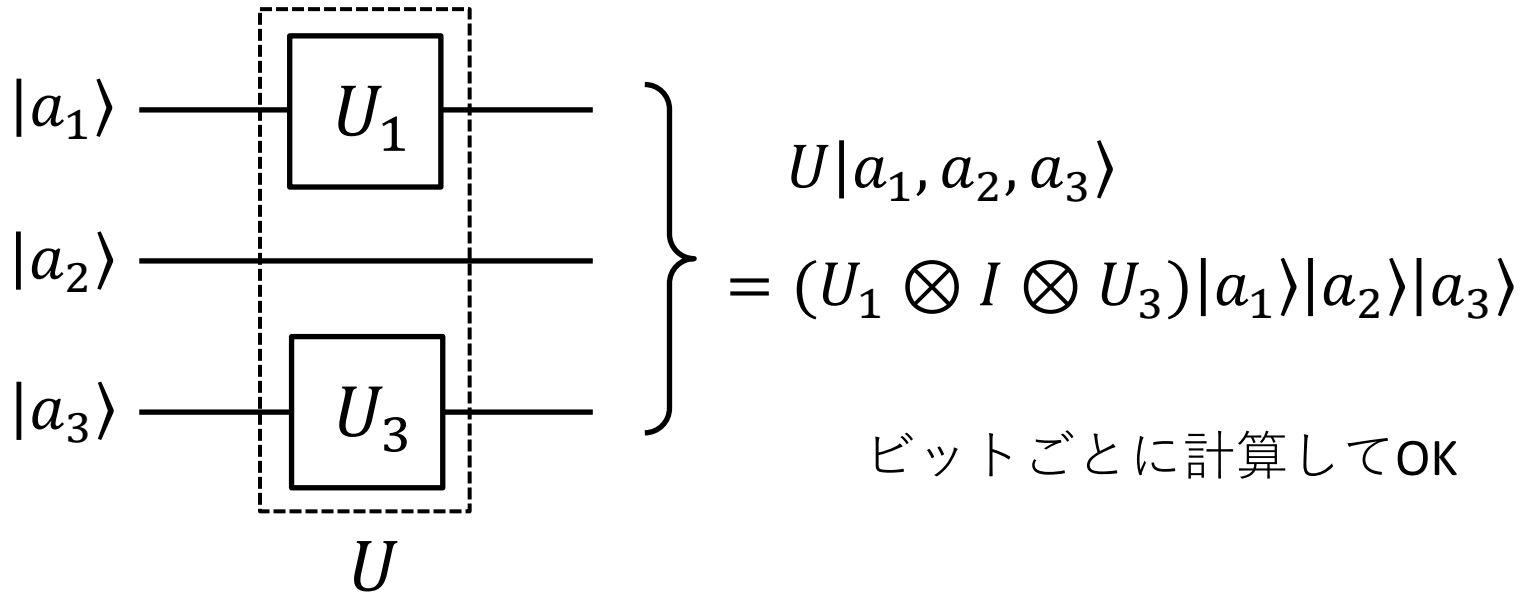 |a₁⟩
U₁
|a₂⟩
|a₃⟩
U₃
U
U|a₁, a₂, a₃⟩
= (U₁ ⊗ I ⊗ U₃)|a₁⟩|a₂⟩|a₃⟩
ビットごとに計算してOK